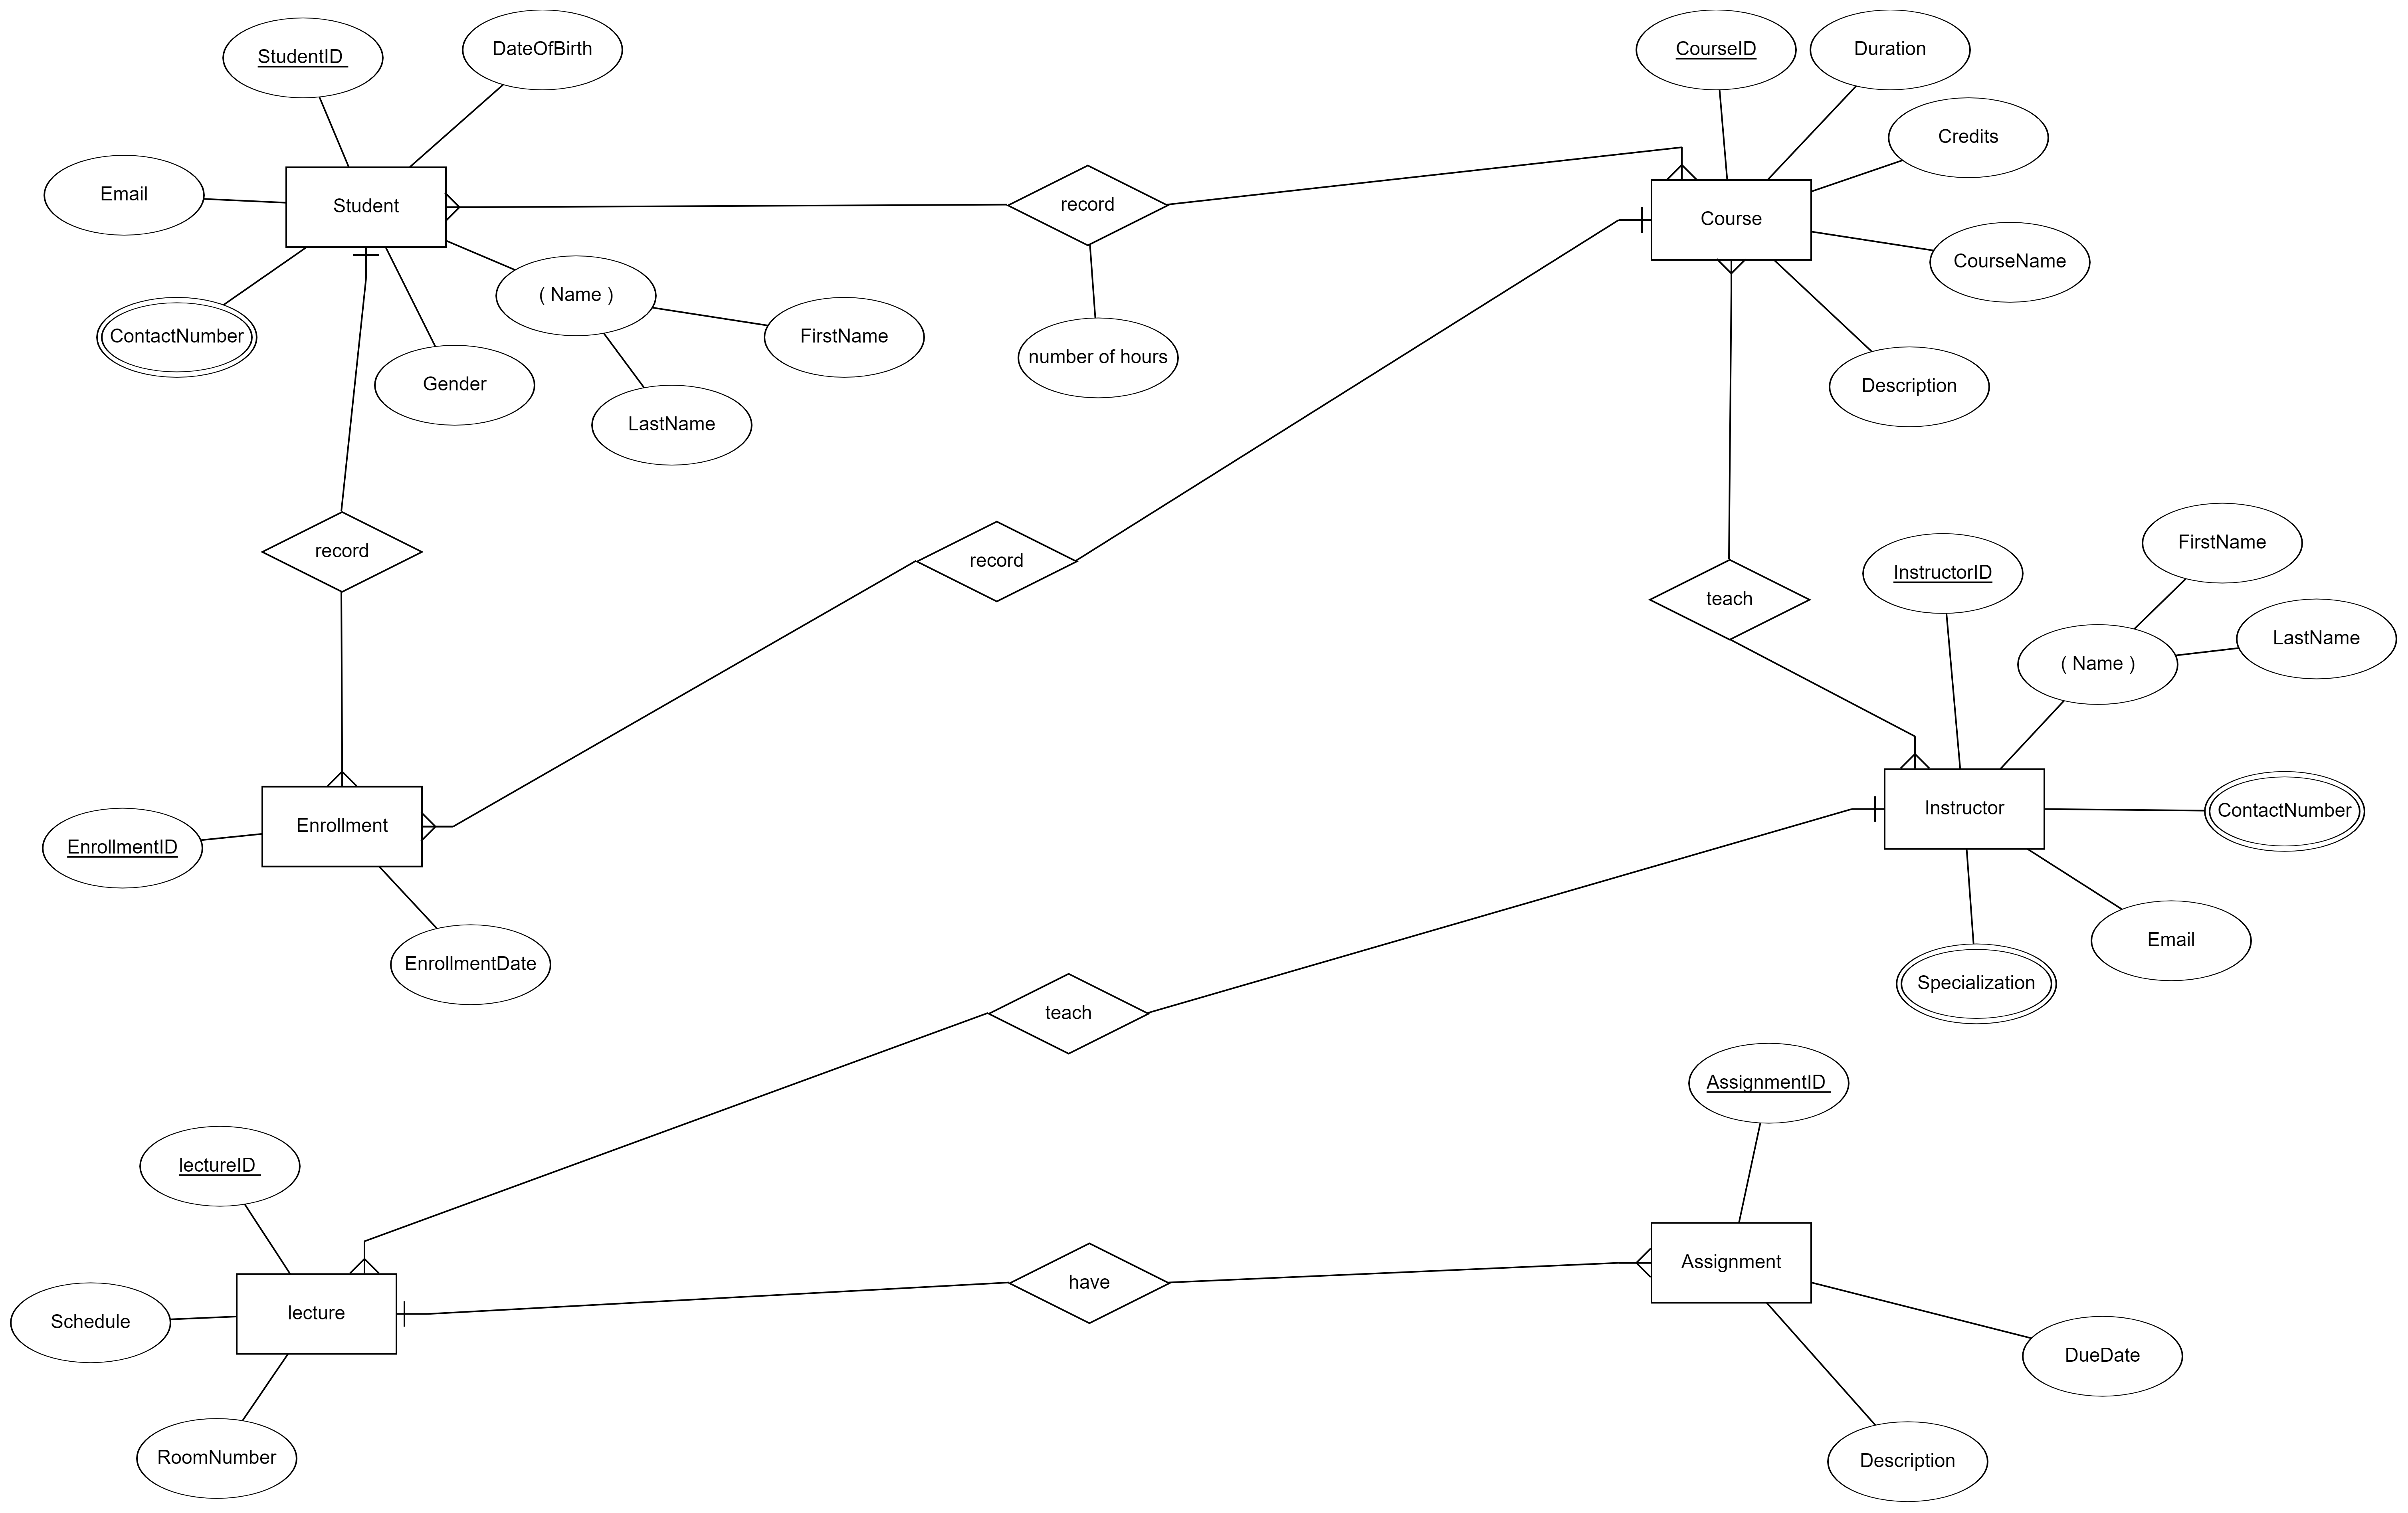 StudentID
DateOfBirth
CourseID
Duration
Credits
Email
Student
record
Course
CourseName
( Name )
ContactNumber
FirstName
number of hours
Gender
Description
LastName
record
record
teach
InstructorID
FirstName
LastName
( Name )
Enrollment
Instructor
ContactNumber
EnrollmentID
EnrollmentDate
Email
Specialization
teach
AssignmentID
lectureID
Assignment
have
lecture
Schedule
DueDate
RoomNumber
Description